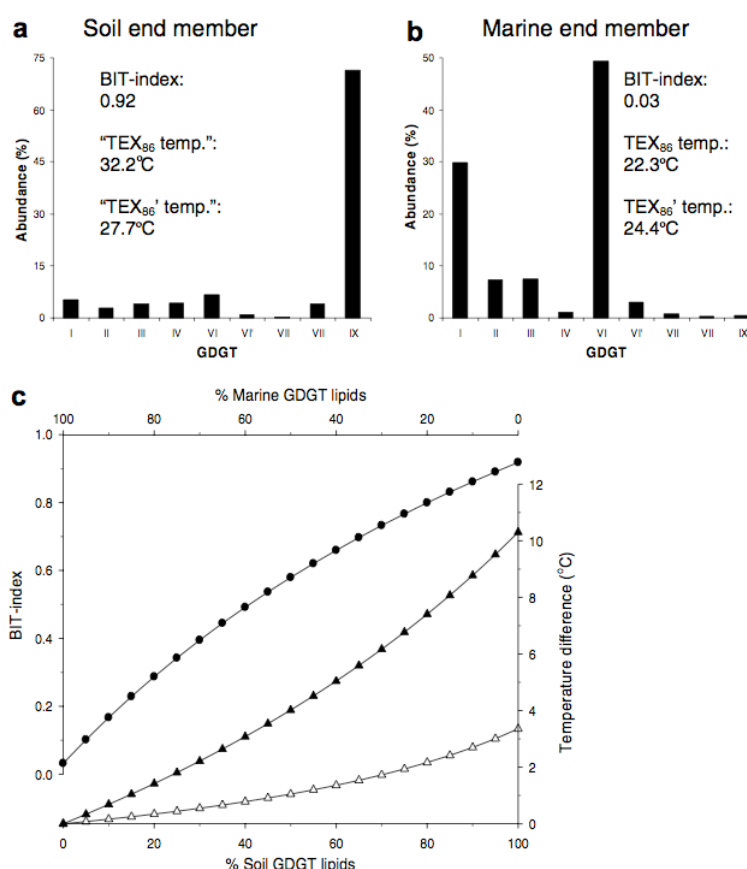 a Soil end member
BIT-index:
0.92
“TEX₈₆ temp.”:
32.2°C
“TEX₈₆’ temp.”:
27.7°C
Abundance (%)
75
60
45
30
15
0
I II III IV VI VI' VII VII IX
GDGT
b Marine end member
BIT-index:
0.03
TEX₈₆ temp.:
22.3ºC
TEX₈₆’ temp.:
24.4ºC
Abundance (%)
50
40
30
20
10
0
I II III IV VI VI' VII VII IX
GDGT
c % Marine GDGT lipids
100 80 60 40 20 0
BIT-index
1.0
0.8
0.6
0.4
0.2
0.0
Temperature difference (°C)
12
10
8
6
4
2
0
0 20 40 60 80 100
% Soil GDGT lipids